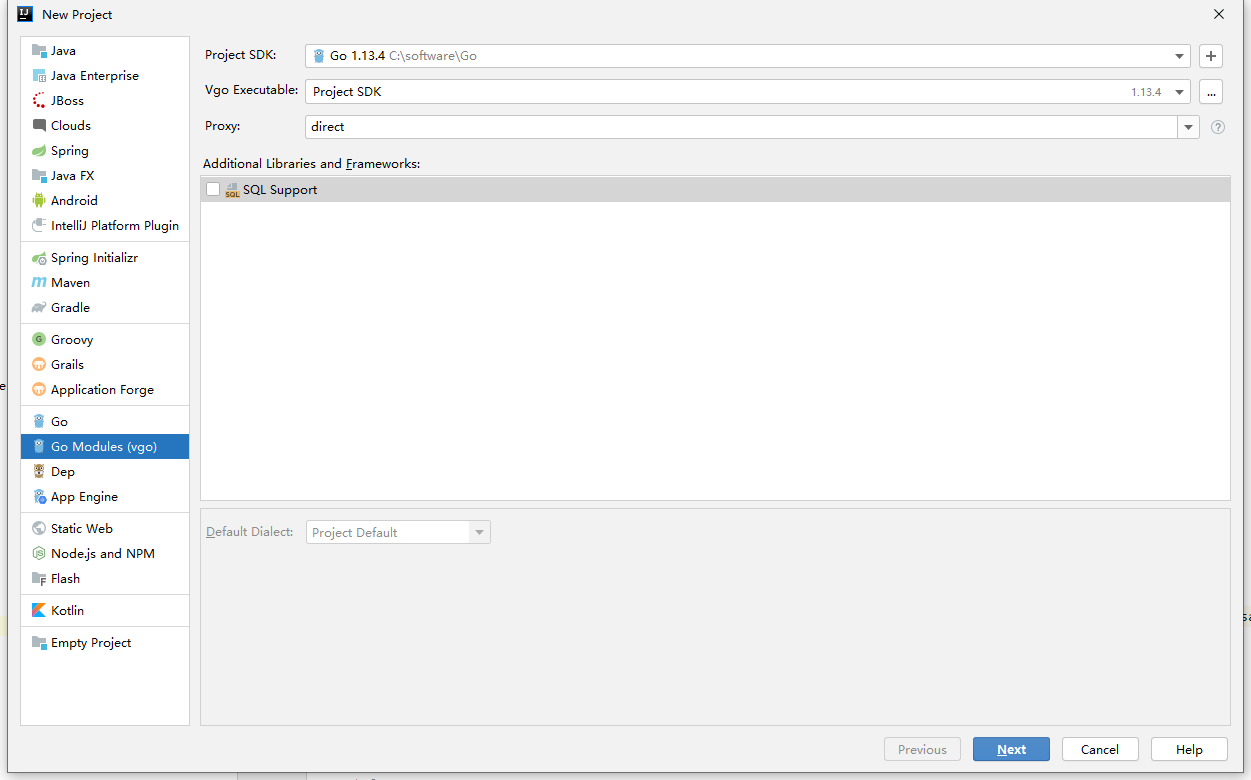 New Project
Java
Java Enterprise
JBoss
Clouds
Spring
Java FX
Android
IntelliJ Platform Plugin
Spring Initializr
Maven
Gradle
Groovy
Grails
Application Forge
Go
Go Modules (vgo)
Dep
App Engine
Static Web
Node.js and NPM
Flash
Kotlin
Empty Project
Project SDK: Go 1.13.4 C:\software\Go
Vgo Executable: Project SDK 1.13.4 ...
Proxy: direct
Additional Libraries and Frameworks:
SQL Support
Default Dialect: Project Default
Previous Next Cancel Help